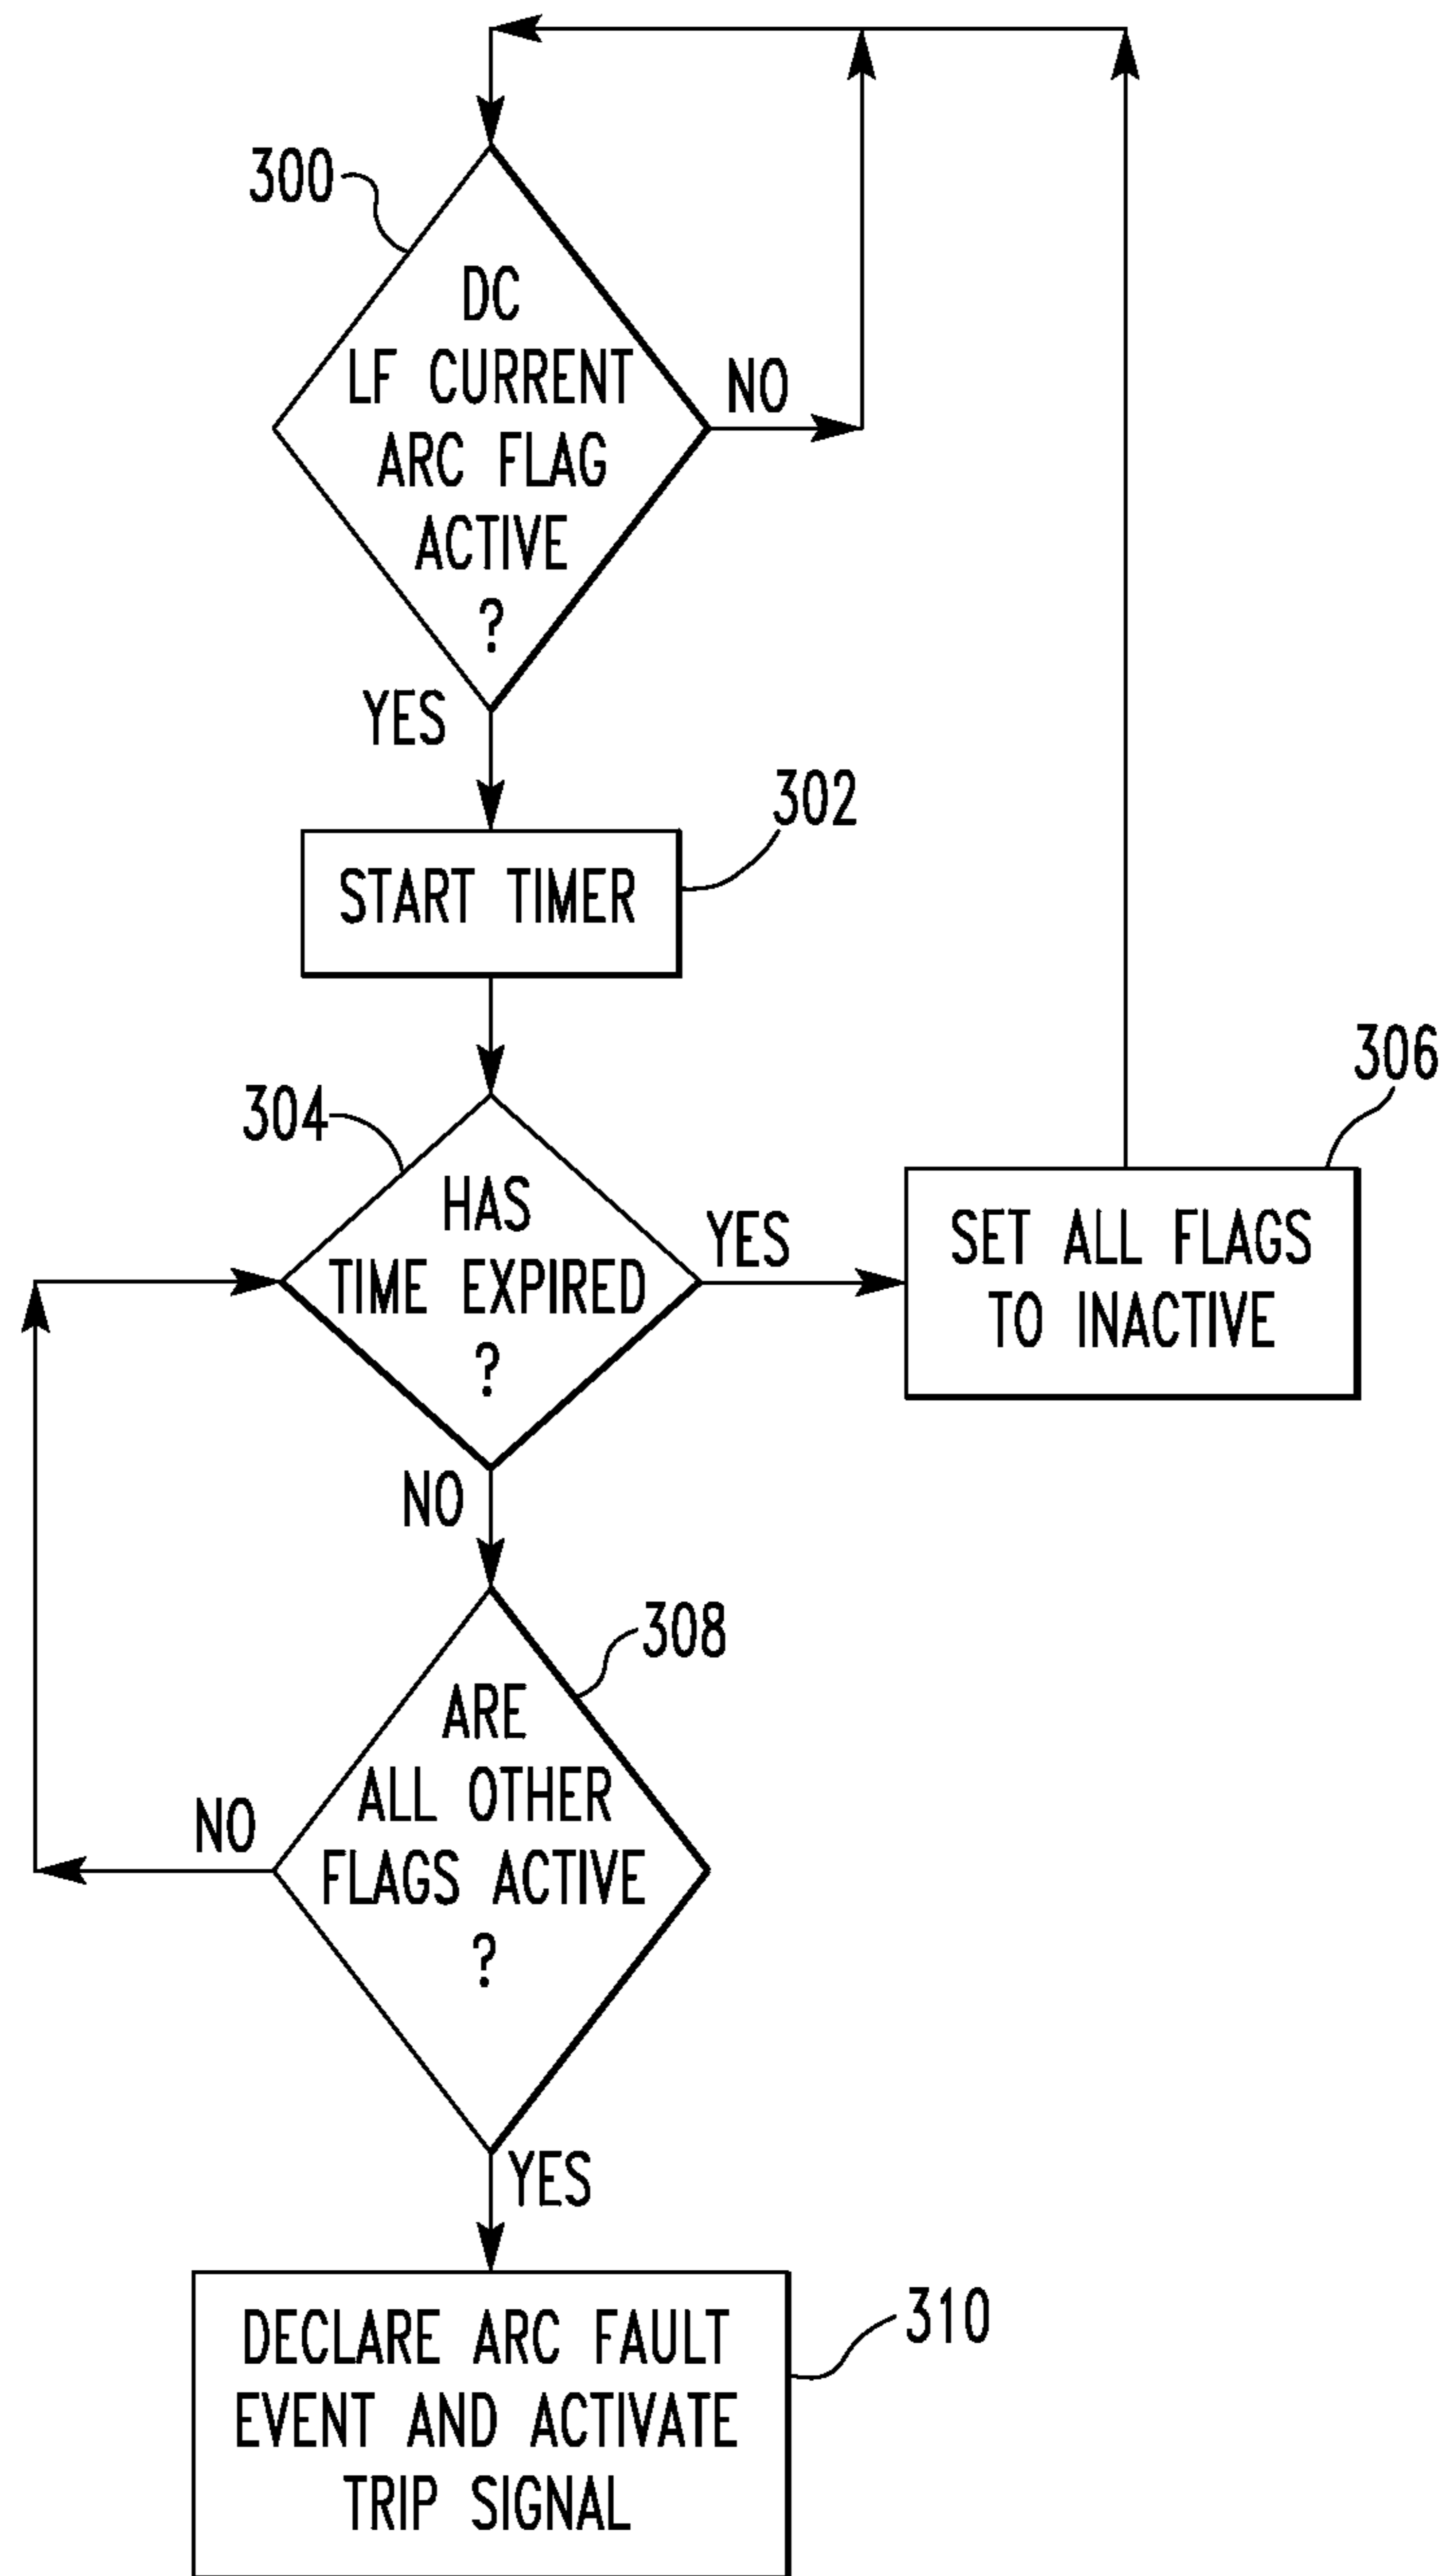 300
DC
LF CURRENT
ARC FLAG
ACTIVE
?
NO
YES
302
START TIMER
304
HAS
TIME EXPIRED
?
YES
306
SET ALL FLAGS
TO INACTIVE
NO
308
ARE
ALL OTHER
FLAGS ACTIVE
?
NO
YES
310
DECLARE ARC FAULT
EVENT AND ACTIVATE
TRIP SIGNAL